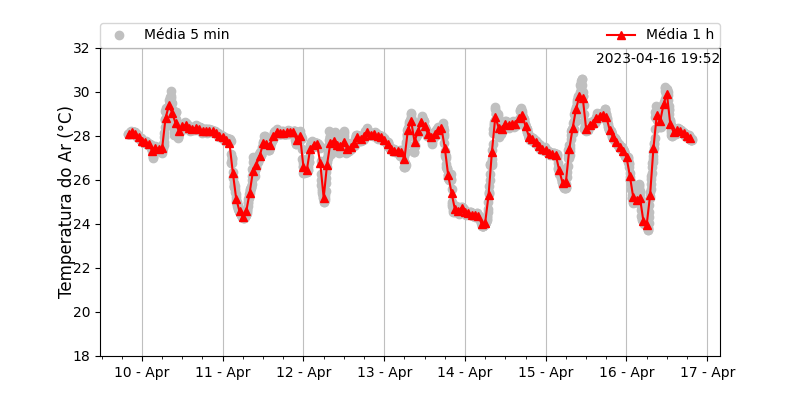 Média 5 min
Média 1 h
2023-04-16 19:52
Temperatura do Ar (°C)
32
30
28
26
24
22
20
18
10 - Apr
11 - Apr
12 - Apr
13 - Apr
14 - Apr
15 - Apr
16 - Apr
17 - Apr